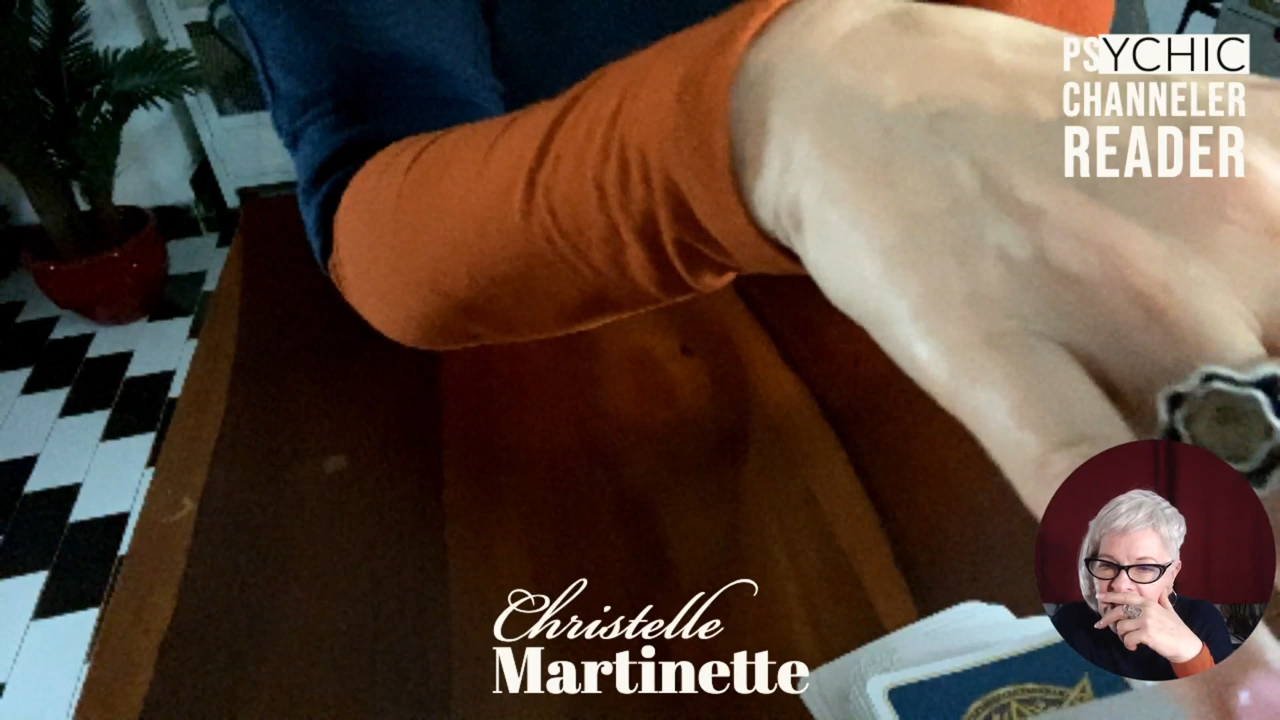 PSYCHIC
CHANNELER
READER
Christelle
Martinette